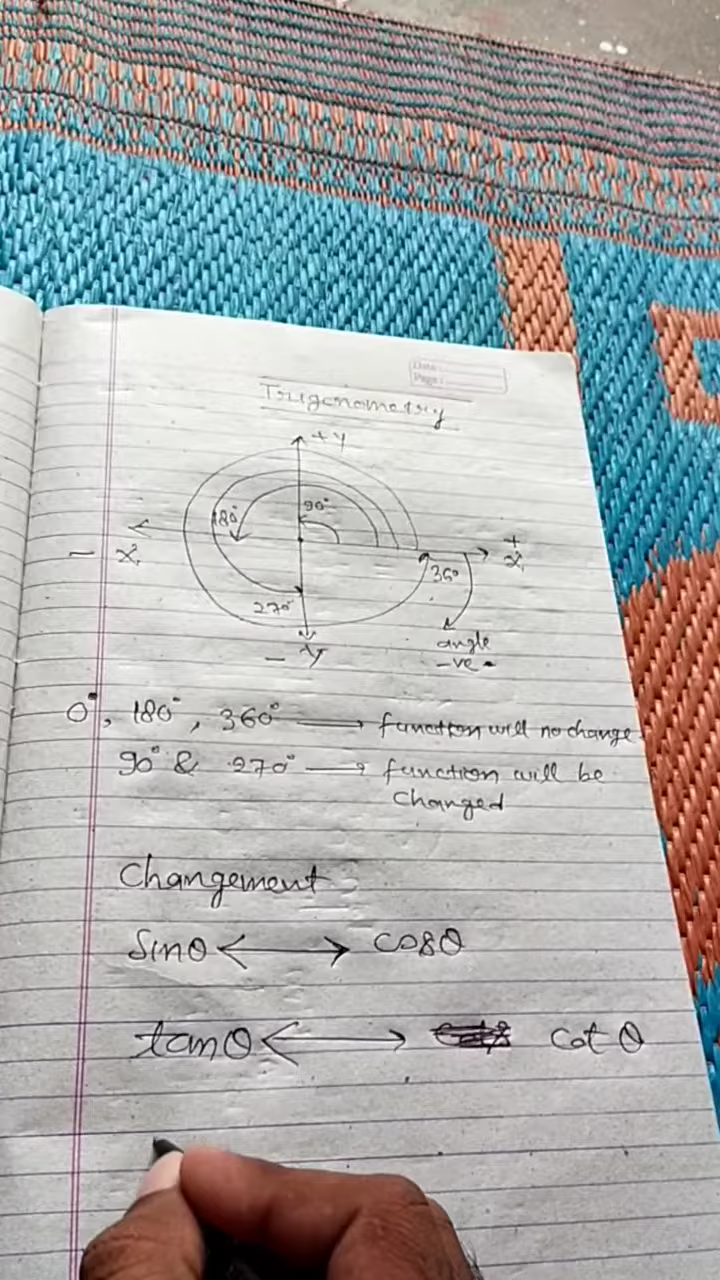 Date :
Page :
Trigonometry
+y
90°
180°
- x
+
x
360
270°
- y
angle
-ve
0°, 180°, 360° → function will no change
90° & 270° → function will be
changed
Changement
sinθ ↔ cosθ
tanθ ↔ cot θ